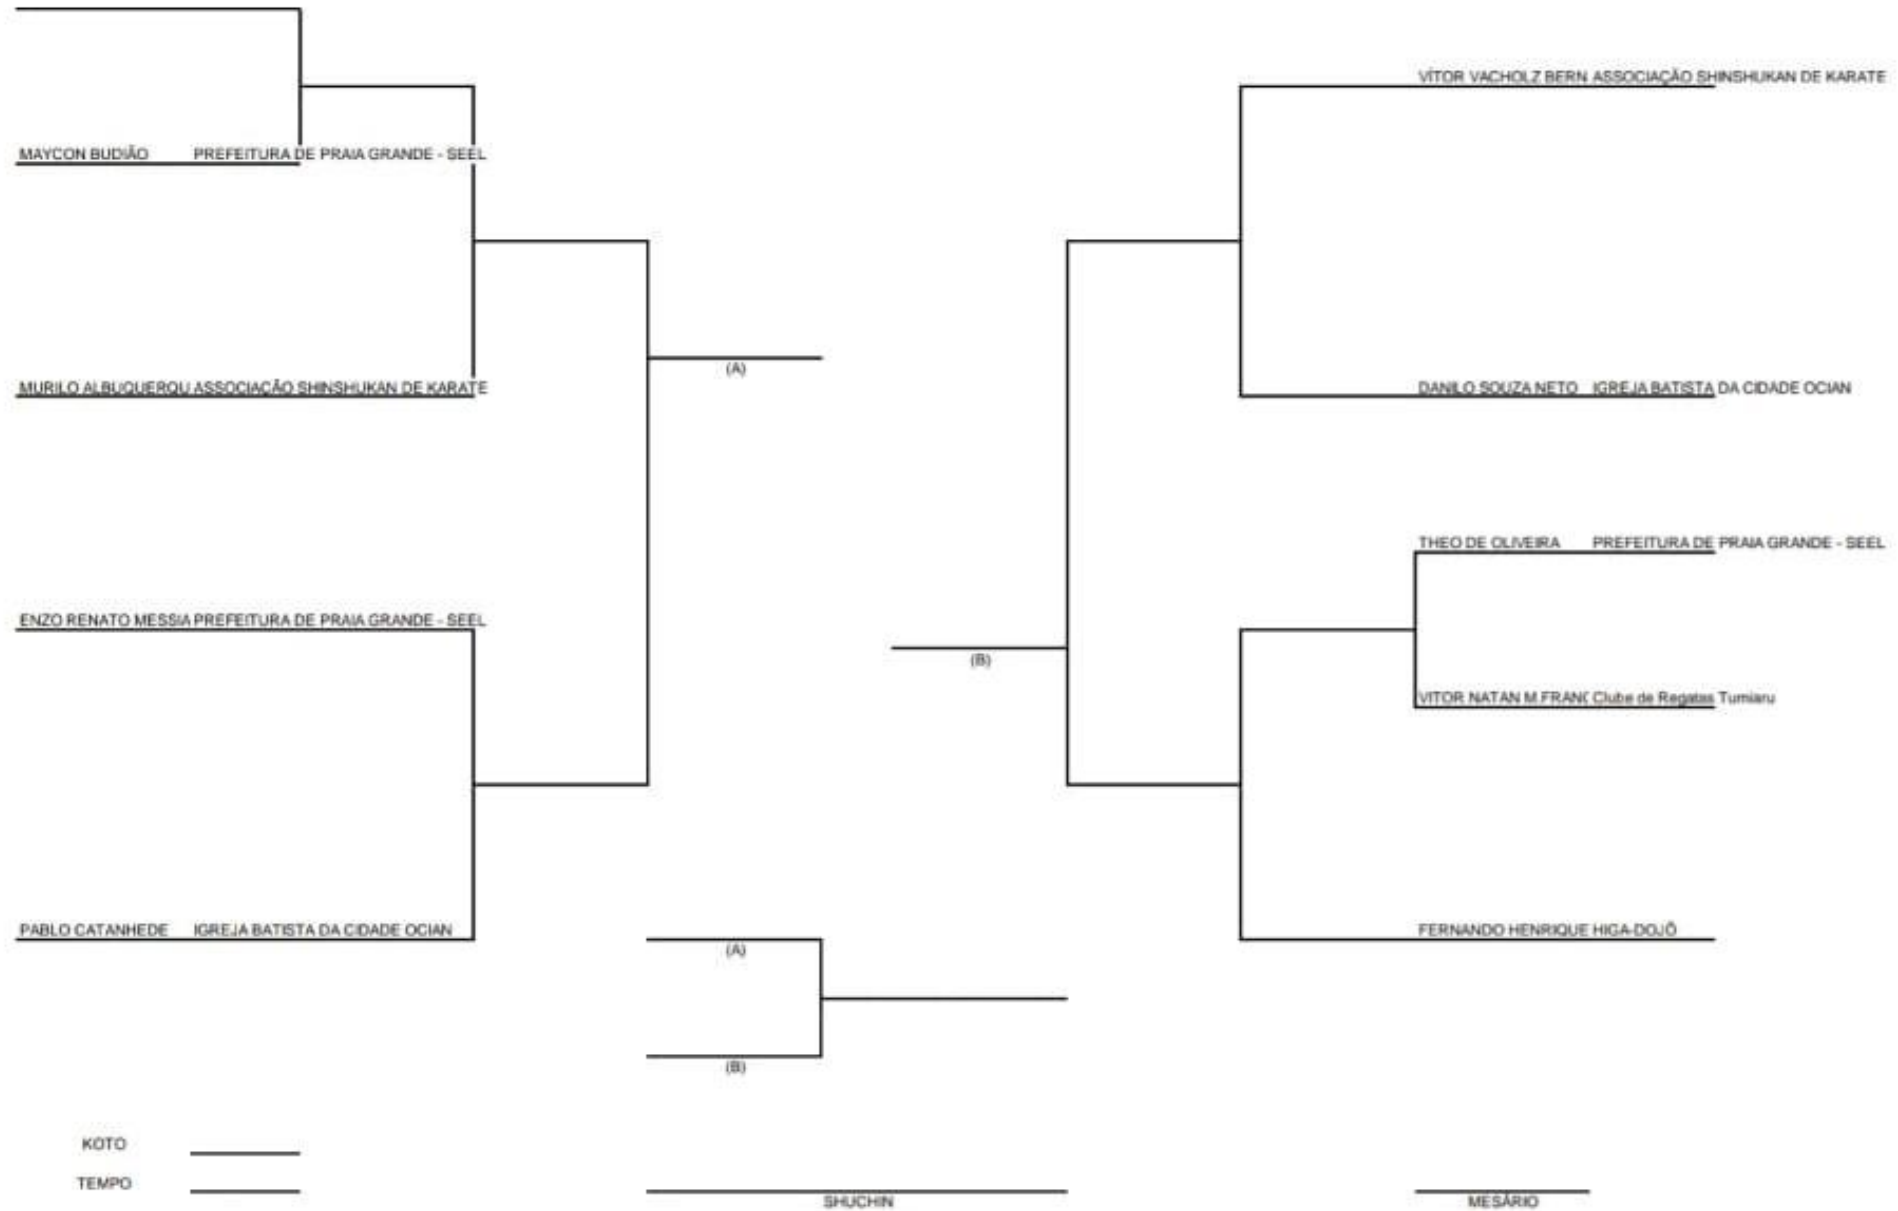 VÍTOR VACHOLZ BERN ASSOCIAÇÃO SHINSHUKAN DE KARATE
MAYCON BUDIÃO PREFEITURA DE PRAIA GRANDE - SEEL
(A)
MURILO ALBUQUERQU ASSOCIAÇÃO SHINSHUKAN DE KARATE
DANILO SOUZA NETO IGREJA BATISTA DA CIDADE OCIAN
THEO DE OLIVEIRA PREFEITURA DE PRAIA GRANDE - SEEL
ENZO RENATO MESSIA PREFEITURA DE PRAIA GRANDE - SEEL
(B)
VITOR NATAN M.FRANC Clube de Regatas Tumiaru
PABLO CATANHEDE IGREJA BATISTA DA CIDADE OCIAN
FERNANDO HENRIQUE HIGA-DOJÔ
(A)
(B)
KOTO
TEMPO
SHUCHIN
MESÁRIO